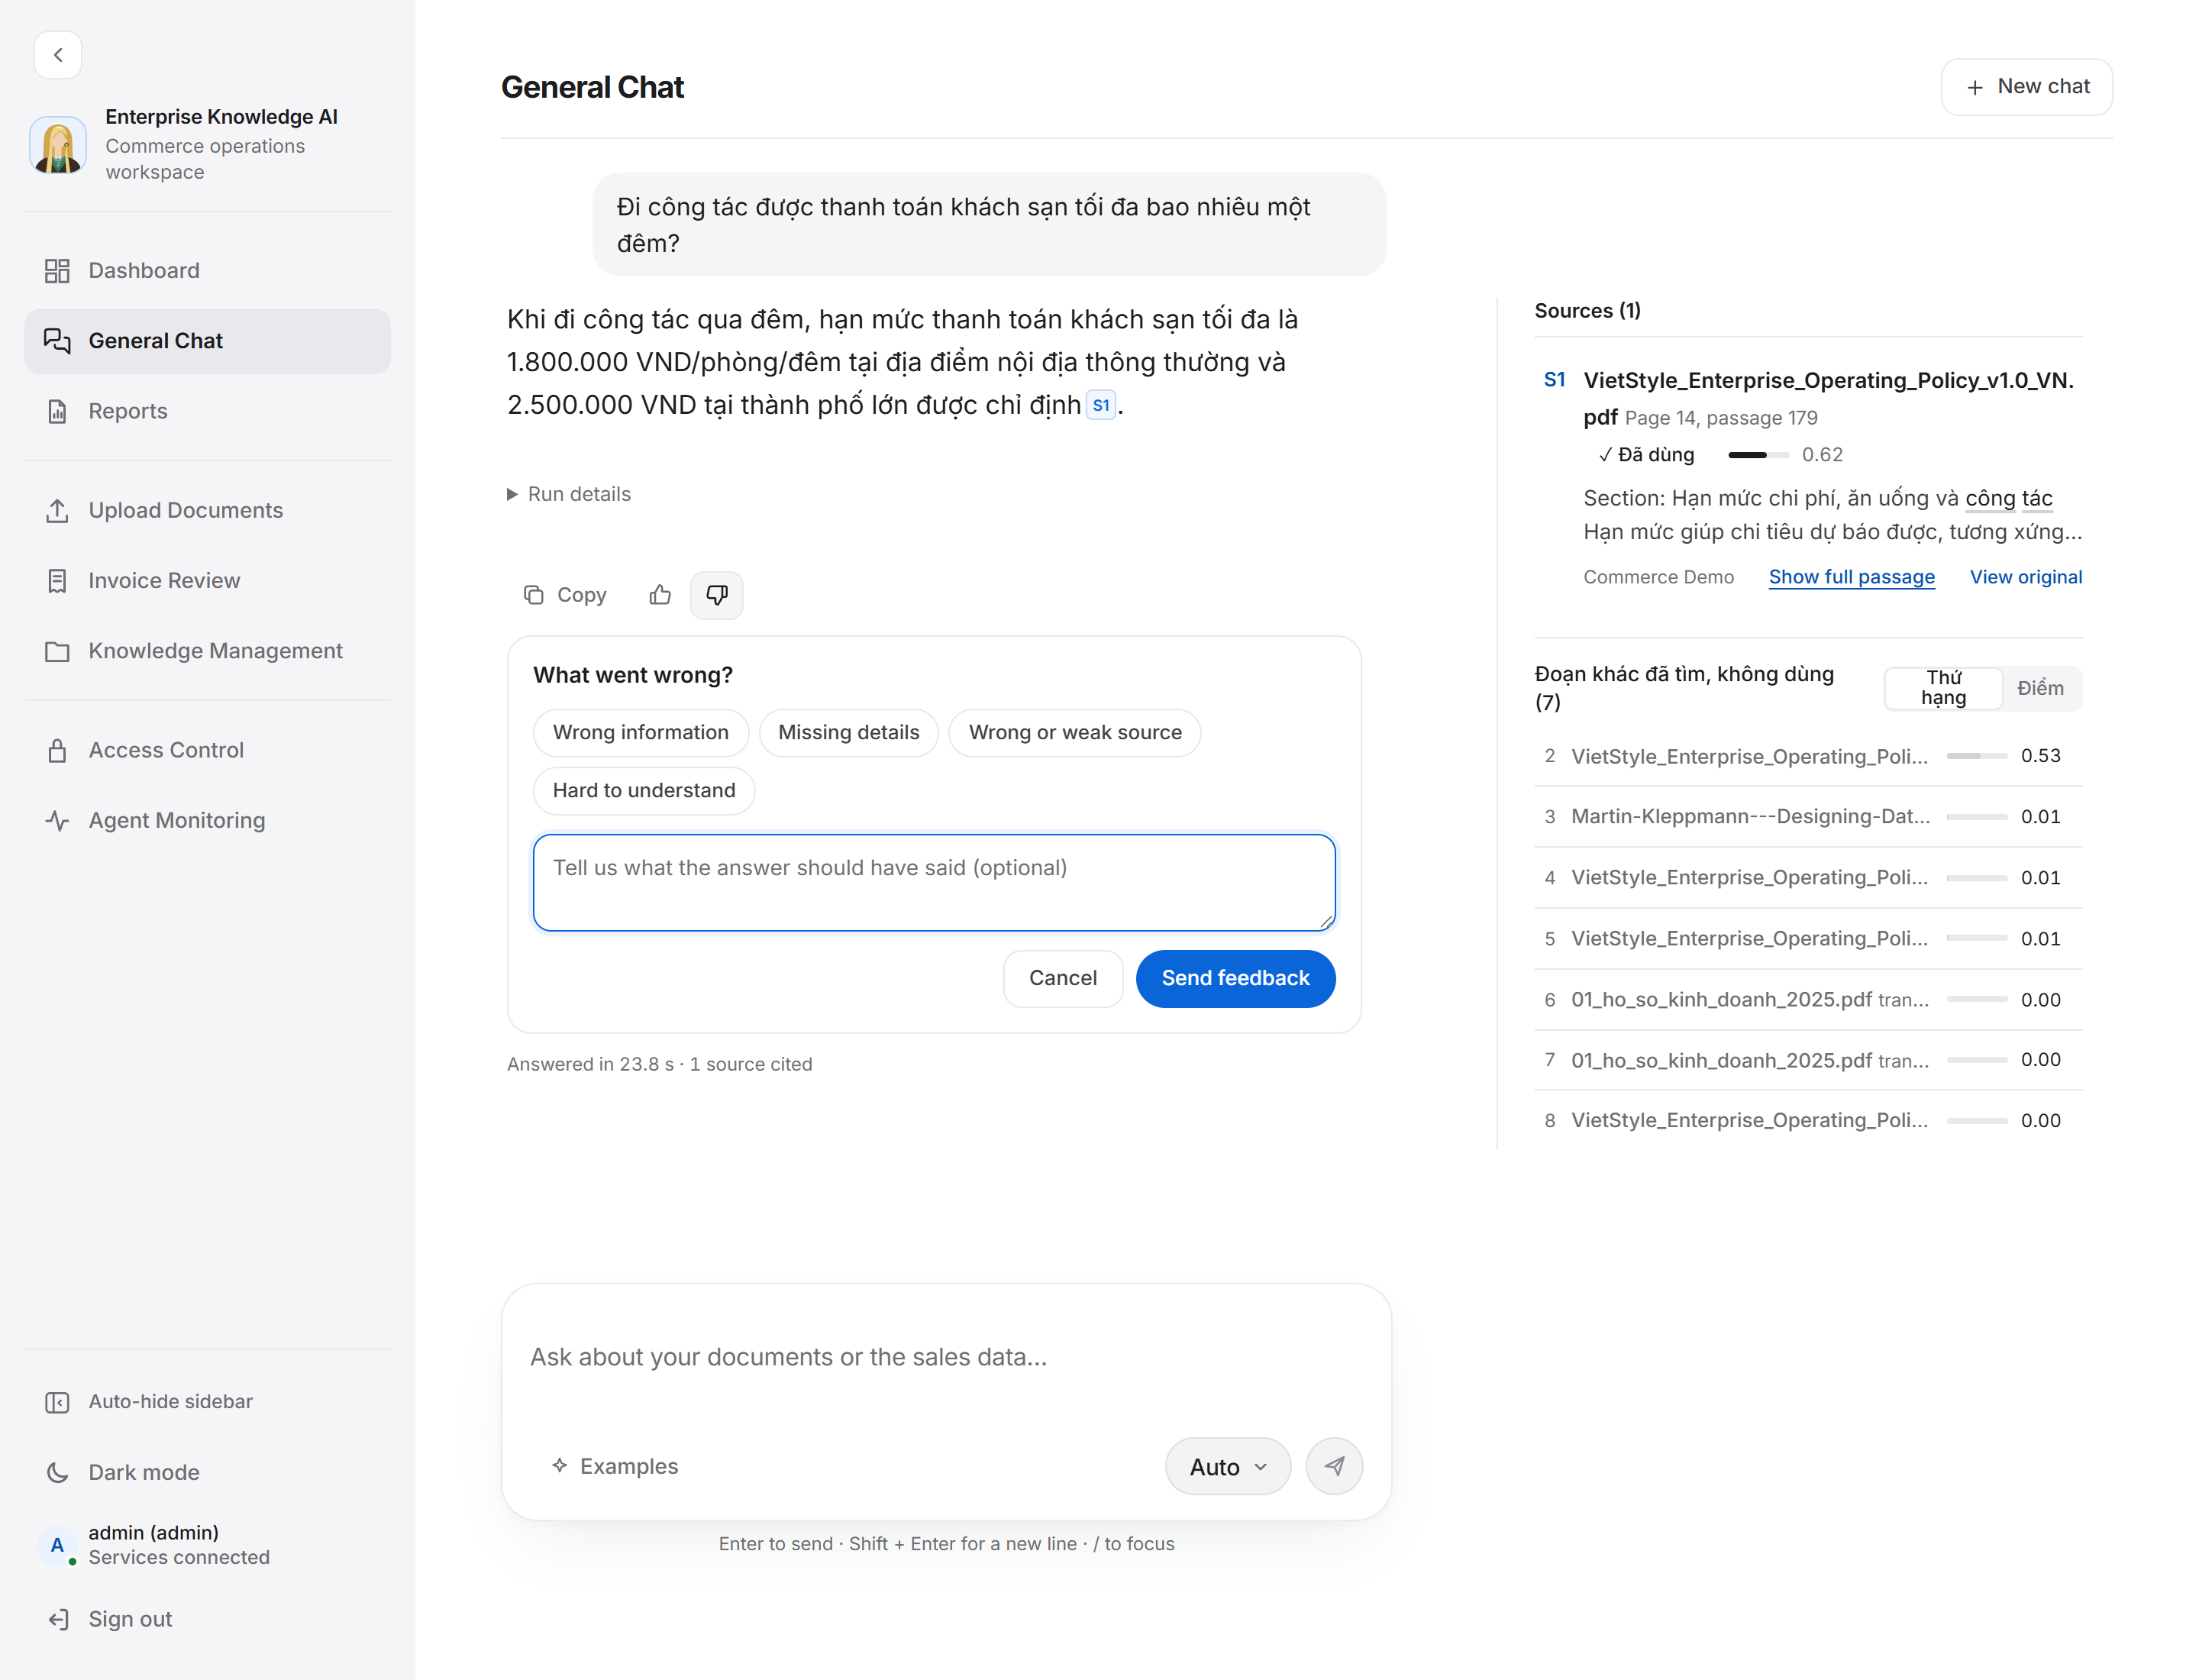 Enterprise Knowledge AI
Commerce operations
workspace
Dashboard
General Chat
Reports
Upload Documents
Invoice Review
Knowledge Management
Access Control
Agent Monitoring
Auto-hide sidebar
Dark mode
A
admin (admin)
Services connected
Sign out
General Chat
New chat
Đi công tác được thanh toán khách sạn tối đa bao nhiêu một
đêm?
Khi đi công tác qua đêm, hạn mức thanh toán khách sạn tối đa là
1.800.000 VND/phòng/đêm tại địa điểm nội địa thông thường và
2.500.000 VND tại thành phố lớn được chỉ định S1.
Run details
Copy
What went wrong?
Wrong information
Missing details
Wrong or weak source
Hard to understand
Tell us what the answer should have said (optional)
Cancel
Send feedback
Answered in 23.8 s · 1 source cited
Sources (1)
S1 VietStyle_Enterprise_Operating_Policy_v1.0_VN.
pdf Page 14, passage 179
✓ Đã dùng 0.62
Section: Hạn mức chi phí, ăn uống và công tác
Hạn mức giúp chi tiêu dự báo được, tương xứng...
Commerce Demo Show full passage View original
Đoạn khác đã tìm, không dùng
(7)
Thứ
hạng
Điểm
2 VietStyle_Enterprise_Operating_Poli... 0.53
3 Martin-Kleppmann---Designing-Dat... 0.01
4 VietStyle_Enterprise_Operating_Poli... 0.01
5 VietStyle_Enterprise_Operating_Poli... 0.01
6 01_ho_so_kinh_doanh_2025.pdf tran... 0.00
7 01_ho_so_kinh_doanh_2025.pdf tran... 0.00
8 VietStyle_Enterprise_Operating_Poli... 0.00
Ask about your documents or the sales data...
Examples
Auto
Enter to send · Shift + Enter for a new line · / to focus